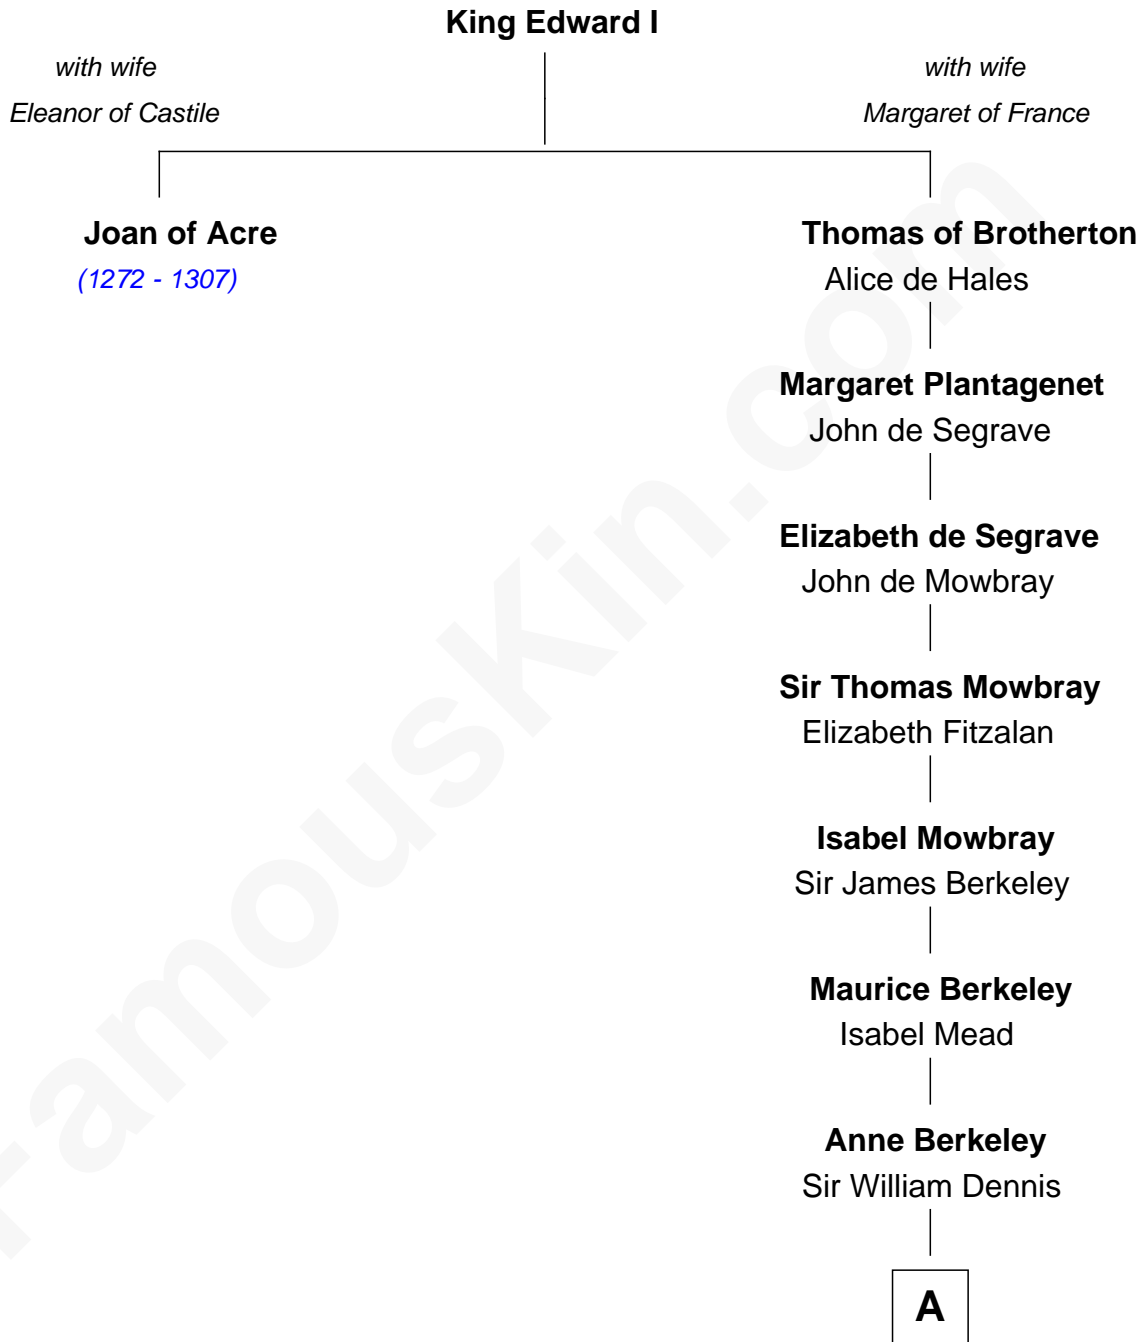 King Edward I
with wife
Eleanor of Castile
with wife
Margaret of France
Joan of Acre
(1272 - 1307)
Thomas of Brotherton
Alice de Hales
Margaret Plantagenet
John de Segrave
Elizabeth de Segrave
John de Mowbray
Sir Thomas Mowbray
Elizabeth Fitzalan
Isabel Mowbray
Sir James Berkeley
Maurice Berkeley
Isabel Mead
Anne Berkeley
Sir William Dennis
A
FamousKin.com